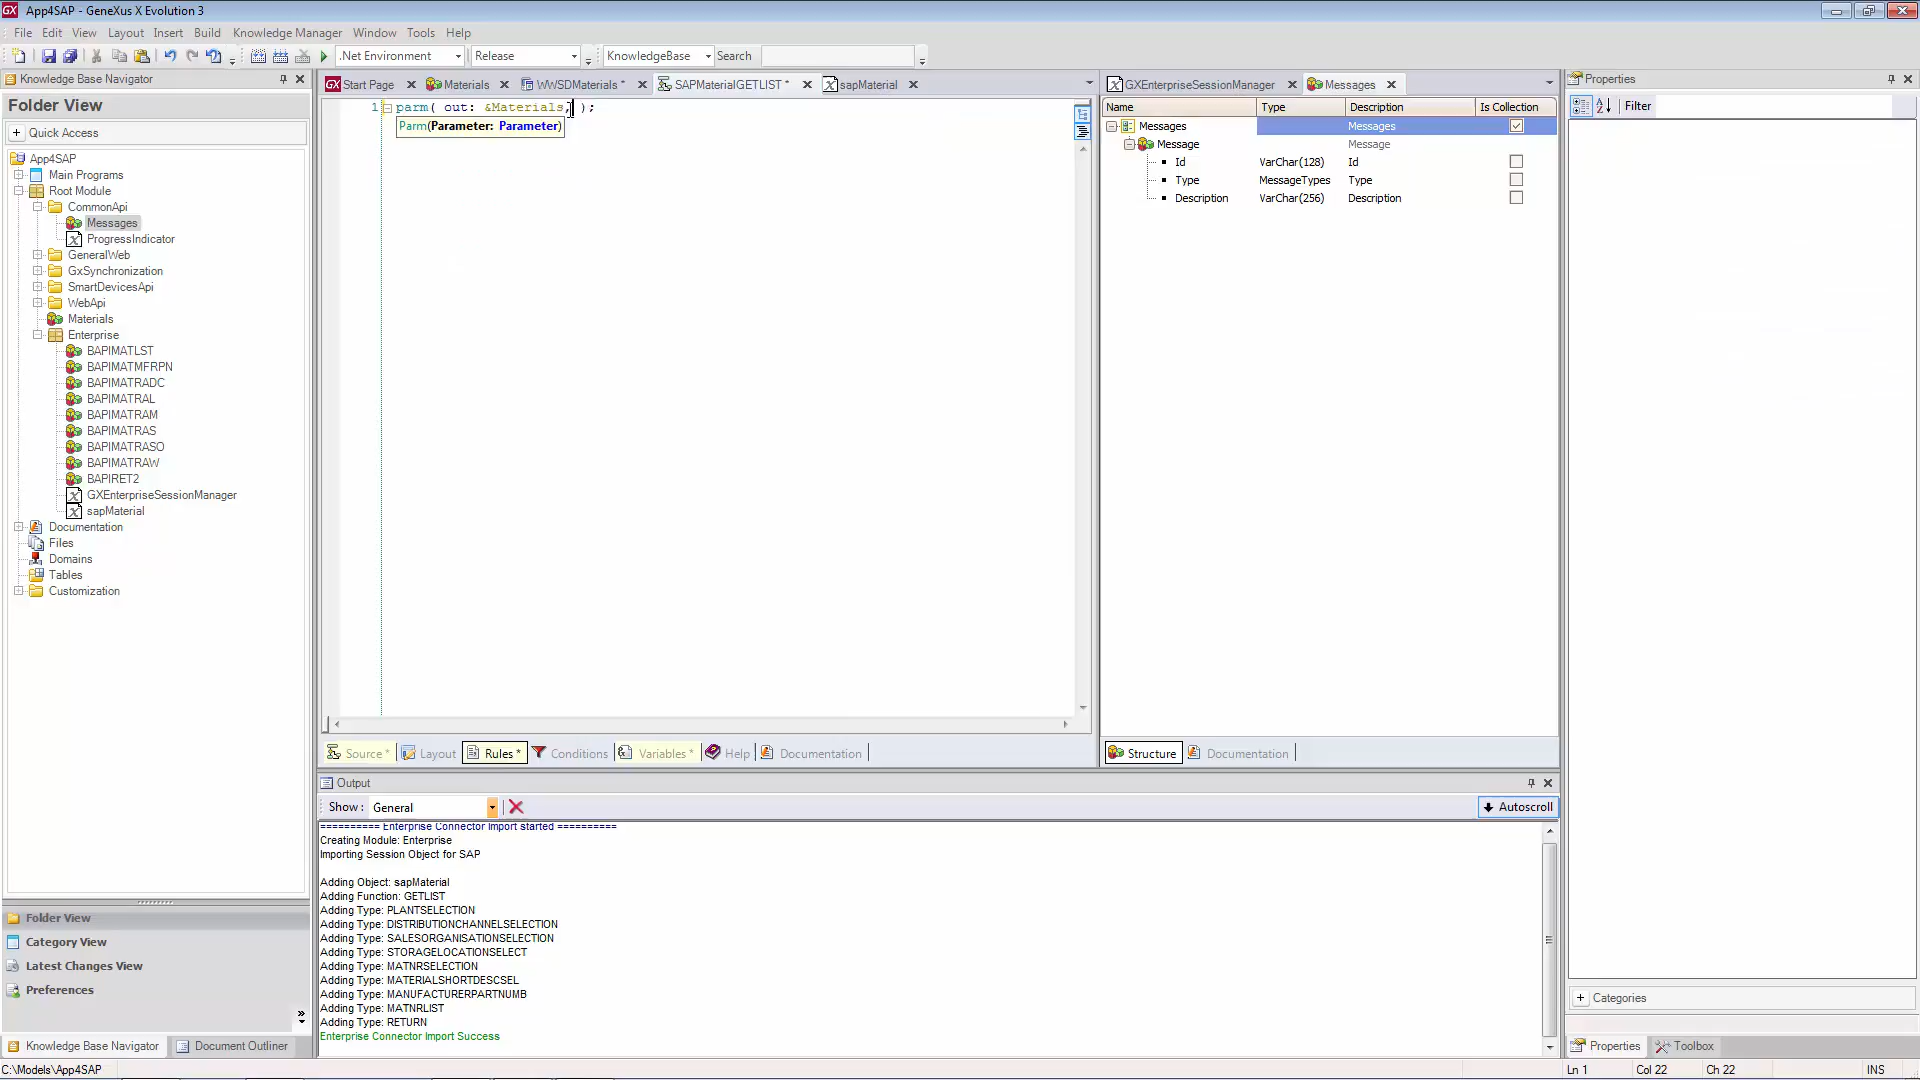 App4SAP - GeneXus X Evolution 3
File Edit View Layout Insert Build Knowledge Manager Window Tools Help
.Net Environment Release KnowledgeBase Search
Knowledge Base Navigator
Folder View
Quick Access
App4SAP
Main Programs
Root Module
CommonApi
Messages
ProgressIndicator
GeneralWeb
GxSynchronization
SmartDevicesApi
WebApi
Materials
Enterprise
BAPIMATLST
BAPIMATMFRPN
BAPIMATRADC
BAPIMATRAL
BAPIMATRAM
BAPIMATRAS
BAPIMATRASO
BAPIMATRAW
BAPIRET2
GXEnterpriseSessionManager
sapMaterial
Documentation
Files
Domains
Tables
Customization
Folder View
Category View
Latest Changes View
Preferences
Knowledge Base Navigator Document Outliner
Start Page Materials WWSDMaterials * SAPMaterialGETLIST * sapMaterial
1 parm( out: &Materials, );
Parm(Parameter: Parameter)
Source * Layout Rules * Conditions Variables * Help Documentation
GXEnterpriseSessionManager Messages
Name Type Description Is Collection
Messages Messages
Message Message
Id VarChar(128) Id
Type MessageTypes Type
Description VarChar(256) Description
Structure Documentation
Output
Show : General Autoscroll
========== Enterprise Connector Import started ==========
Creating Module: Enterprise
Importing Session Object for SAP
Adding Object: sapMaterial
Adding Function: GETLIST
Adding Type: PLANTSELECTION
Adding Type: DISTRIBUTIONCHANNELSELECTION
Adding Type: SALESORGANISATIONSELECTION
Adding Type: STORAGELOCATIONSELECT
Adding Type: MATNRSELECTION
Adding Type: MATERIALSHORTDESCSEL
Adding Type: MANUFACTURERPARTNUMB
Adding Type: MATNRLIST
Adding Type: RETURN
Enterprise Connector Import Success
Properties
Filter
Categories
Properties Toolbox
C:\Models\App4SAP Ln 1 Col 22 Ch 22 INS